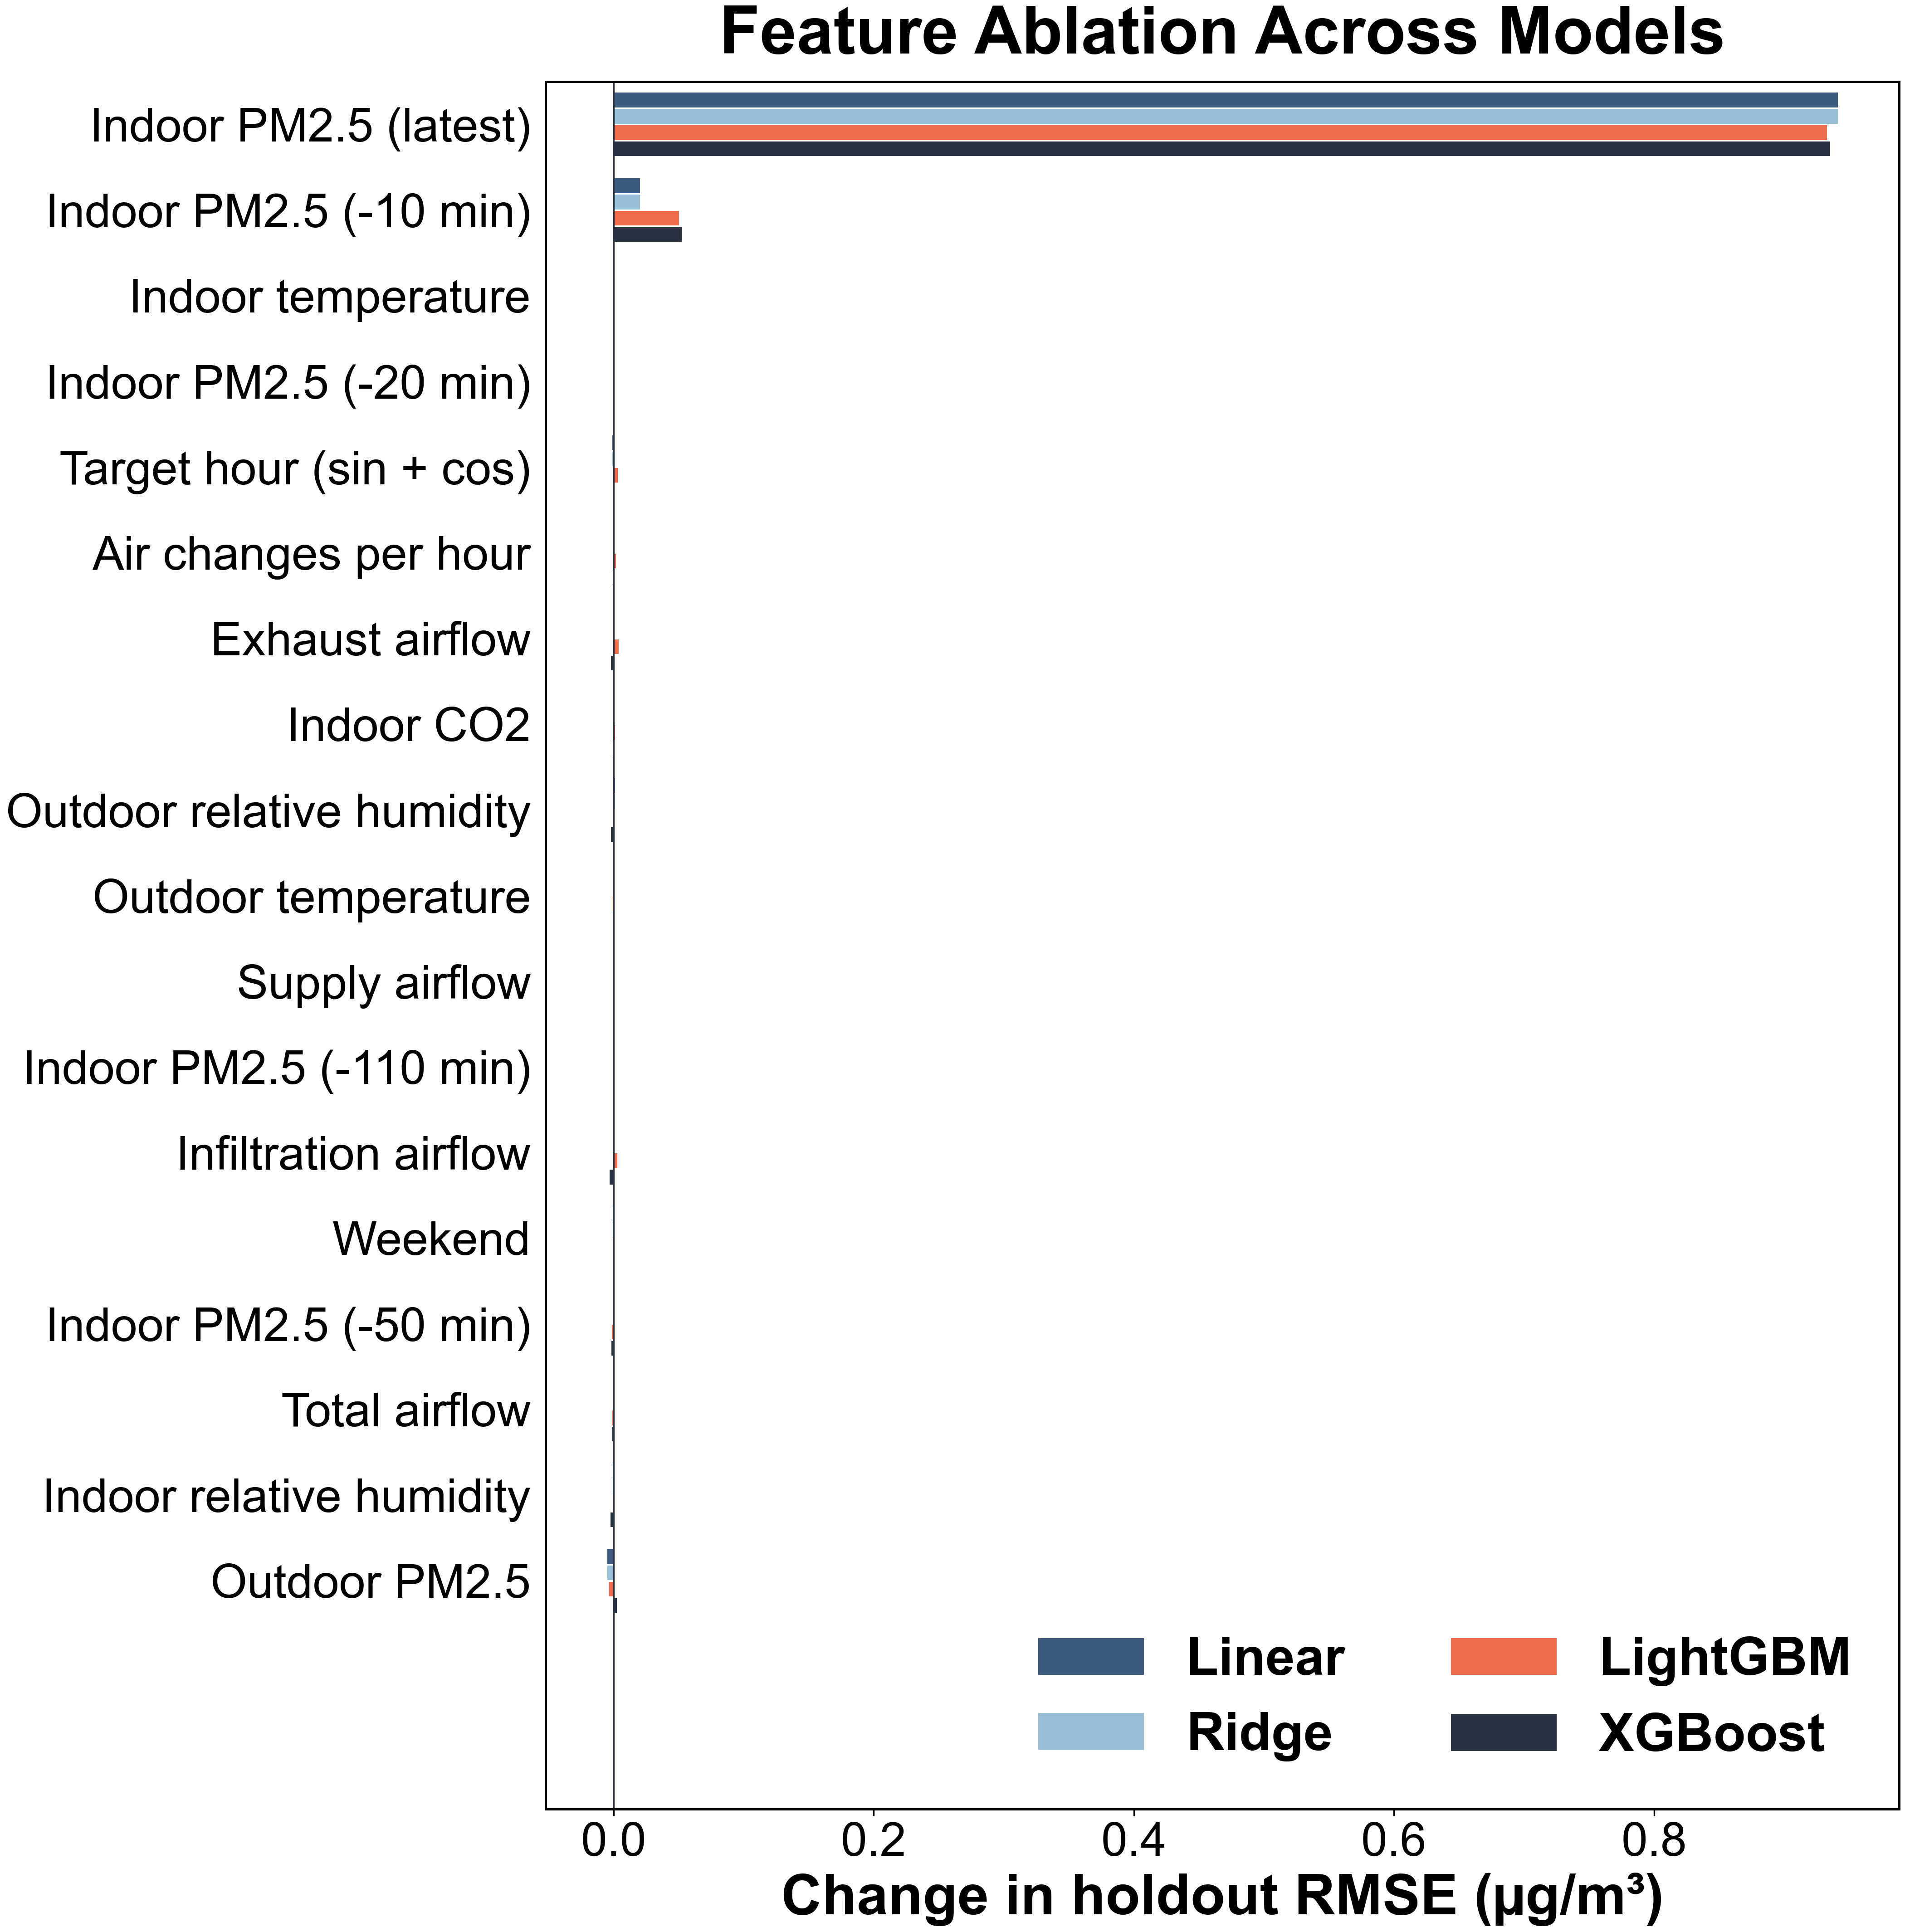 Feature Ablation Across Models
Indoor PM2.5 (latest)
Indoor PM2.5 (-10 min)
Indoor temperature
Indoor PM2.5 (-20 min)
Target hour (sin + cos)
Air changes per hour
Exhaust airflow
Indoor CO2
Outdoor relative humidity
Outdoor temperature
Supply airflow
Indoor PM2.5 (-110 min)
Infiltration airflow
Weekend
Indoor PM2.5 (-50 min)
Total airflow
Indoor relative humidity
Outdoor PM2.5
Linear LightGBM
Ridge XGBoost
0.0 0.2 0.4 0.6 0.8
Change in holdout RMSE (µg/m³)